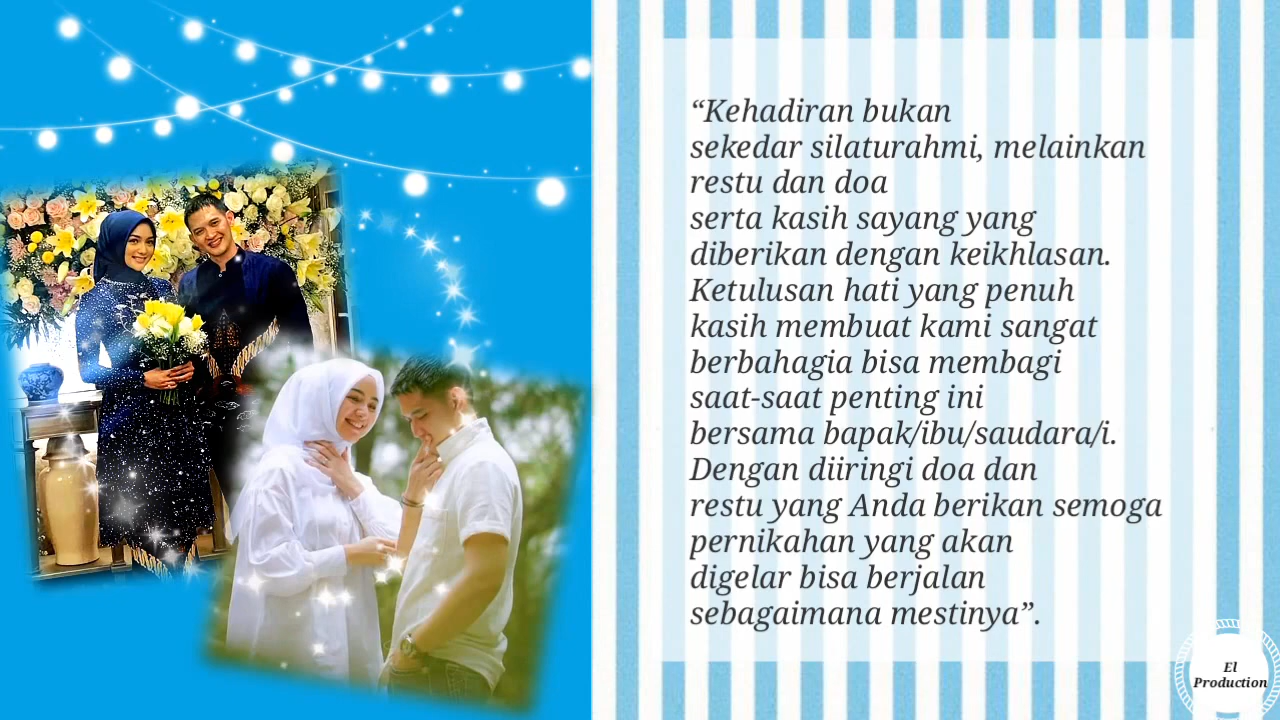 “Kehadiran bukan
sekedar silaturahmi, melainkan
restu dan doa
serta kasih sayang yang
diberikan dengan keikhlasan.
Ketulusan hati yang penuh
kasih membuat kami sangat
berbahagia bisa membagi
saat-saat penting ini
bersama bapak/ibu/saudara/i.
Dengan diiringi doa dan
restu yang Anda berikan semoga
pernikahan yang akan
digelar bisa berjalan
sebagaimana mestinya”.
El
Production